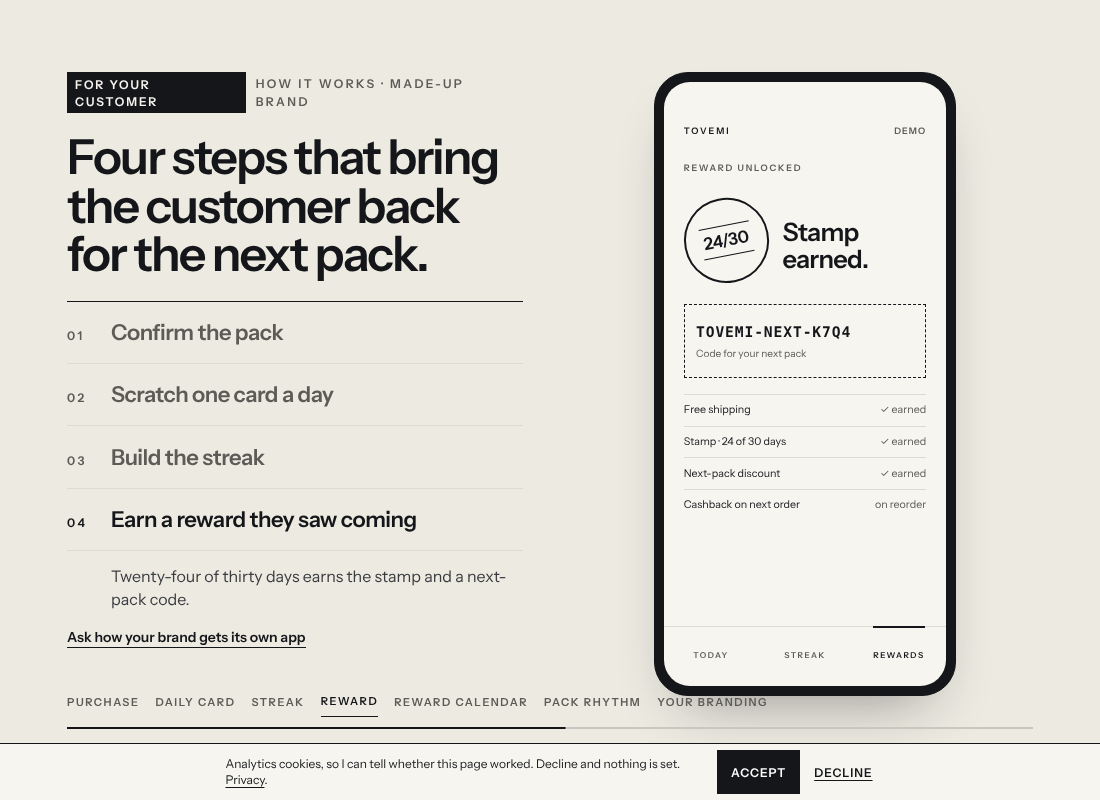 FOR YOUR
CUSTOMER
HOW IT WORKS · MADE-UP
BRAND
Four steps that bring
the customer back
for the next pack.
01 Confirm the pack
02 Scratch one card a day
03 Build the streak
04 Earn a reward they saw coming
Twenty-four of thirty days earns the stamp and a next-
pack code.
Ask how your brand gets its own app
TOVEMI DEMO
REWARD UNLOCKED
24/30
Stamp
earned.
TOVEMI-NEXT-K7Q4
Code for your next pack
Free shipping ✓ earned
Stamp · 24 of 30 days ✓ earned
Next-pack discount ✓ earned
Cashback on next order on reorder
TODAY STREAK REWARDS
PURCHASE DAILY CARD STREAK REWARD REWARD CALENDAR PACK RHYTHM YOUR BRANDING
Analytics cookies, so I can tell whether this page worked. Decline and nothing is set.
Privacy.
ACCEPT DECLINE